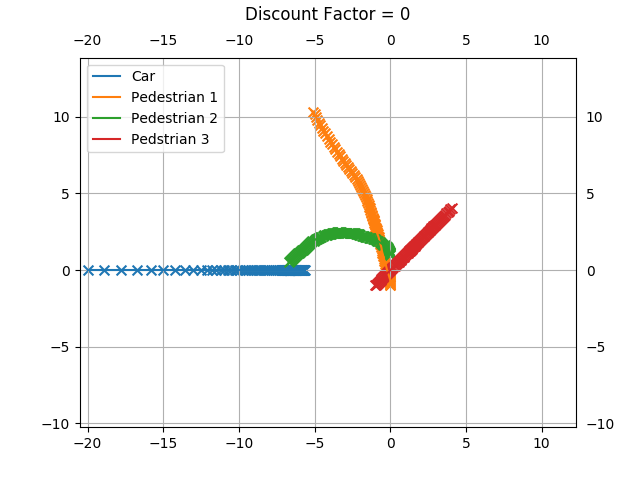 Discount Factor = 0
−20 −15 −10 −5 0 5 10
Car
Pedestrian 1
Pedestrian 2
Pedstrian 3
10 10
5 5
0 0
−5 −5
−10 −10
−20 −15 −10 −5 0 5 10